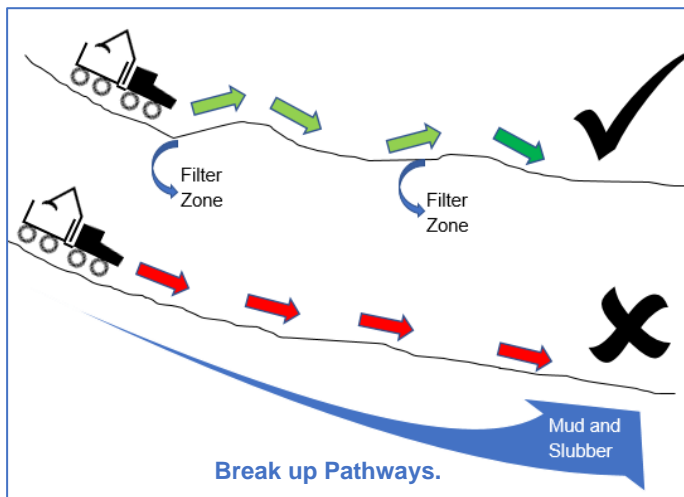 Filter
Zone
Filter
Zone
Mud and
Slubber
Break up Pathways.